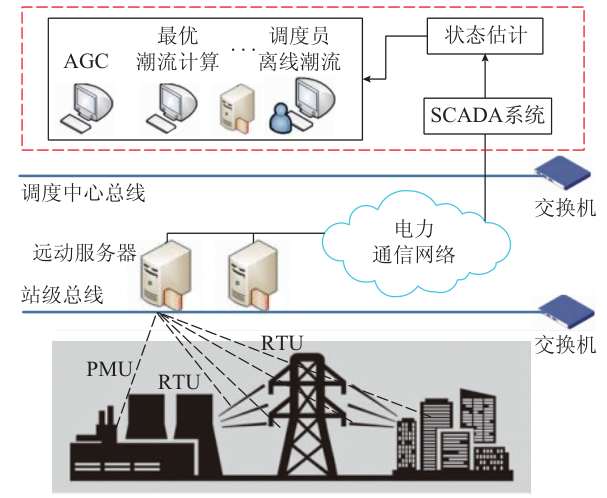 AGC
最优
潮流计算
···
调度员
离线潮流
状态估计
SCADA系统
调度中心总线
交换机
电力
通信网络
远动服务器
站级总线
交换机
RTU
PMU
RTU